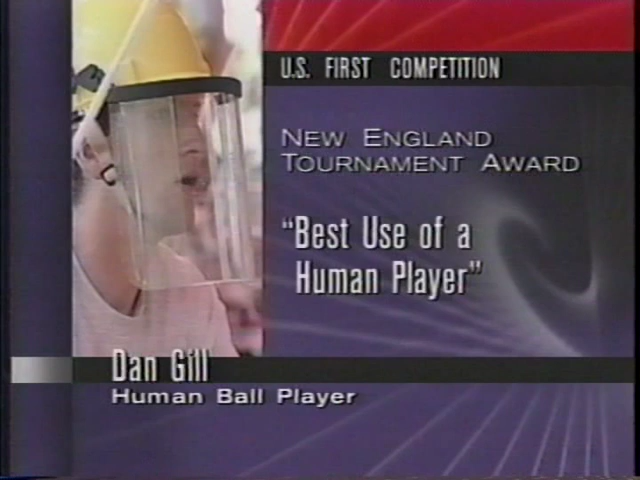 U.S. FIRST COMPETITION
NEW ENGLAND
TOURNAMENT AWARD
“Best Use of a
Human Player”
Dan Gill
HUMAN BALL PLAYER